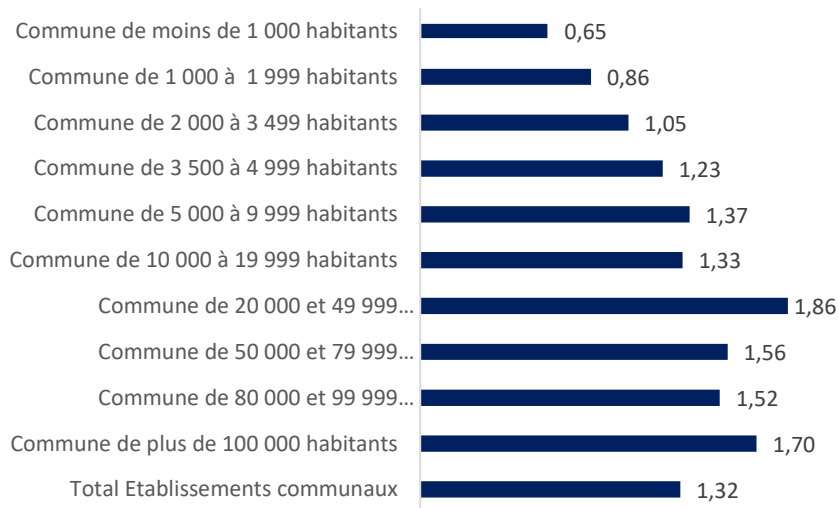 Commune de moins de 1 000 habitants 0,65
Commune de 1 000 à 1 999 habitants 0,86
Commune de 2 000 à 3 499 habitants 1,05
Commune de 3 500 à 4 999 habitants 1,23
Commune de 5 000 à 9 999 habitants 1,37
Commune de 10 000 à 19 999 habitants 1,33
Commune de 20 000 et 49 999… 1,86
Commune de 50 000 et 79 999… 1,56
Commune de 80 000 et 99 999… 1,52
Commune de plus de 100 000 habitants 1,70
Total Etablissements communaux 1,32